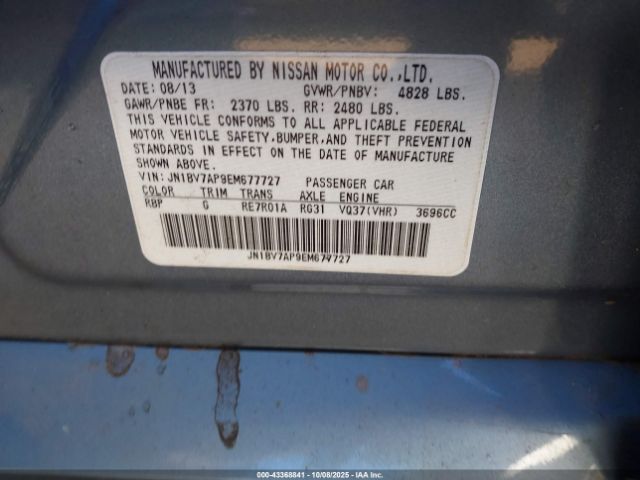 MANUFACTURED BY NISSAN MOTOR CO.,LTD.
DATE: 08/13 GVWR/PNBV: 4828 LBS.
GAWR/PNBE FR: 2370 LBS. RR: 2480 LBS.
THIS VEHICLE CONFORMS TO ALL APPLICABLE FEDERAL
MOTOR VEHICLE SAFETY,BUMPER,AND THEFT PREVENTION
STANDARDS IN EFFECT ON THE DATE OF MANUFACTURE
SHOWN ABOVE.
VIN: JN1BV7AP9EM677727 PASSENGER CAR
COLOR TRIM TRANS AXLE ENGINE
RBP G RE7R01A RG31 VQ37(VHR) 3696CC
JN1BV7AP9EM677727
000-43368841 - 10/08/2025 - IAA, Inc.